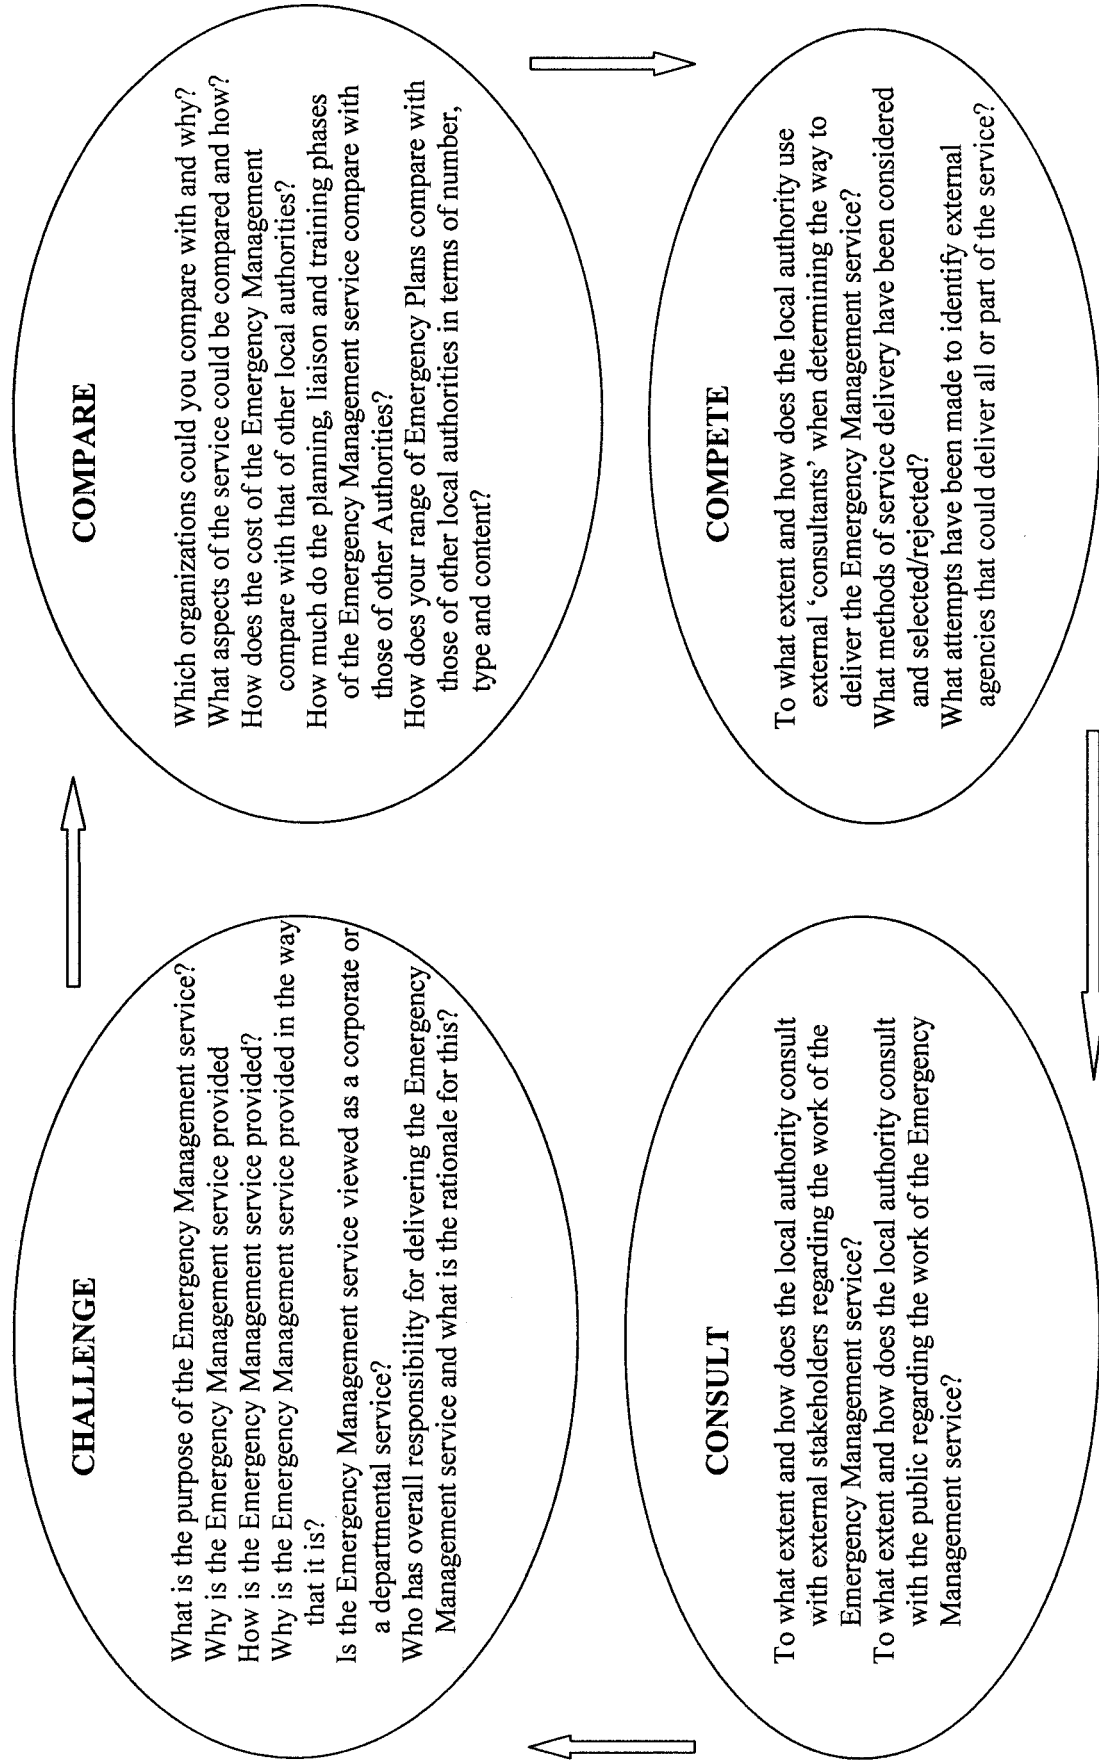 CHALLENGE
What is the purpose of the Emergency Management service?
Why is the Emergency Management service provided
How is the Emergency Management service provided?
Why is the Emergency Management service provided in the way
that it is?
Is the Emergency Management service viewed as a corporate or
a departmental service?
Who has overall responsibility for delivering the Emergency
Management service and what is the rationale for this?
COMPARE
Which organizations could you compare with and why?
What aspects of the service could be compared and how?
How does the cost of the Emergency Management
compare with that of other local authorities?
How much do the planning, liaison and training phases
of the Emergency Management service compare with
those of other Authorities?
How does your range of Emergency Plans compare with
those of other local authorities in terms of number,
type and content?
COMPETE
To what extent and how does the local authority use
external ‘consultants’ when determining the way to
deliver the Emergency Management service?
What methods of service delivery have been considered
and selected/rejected?
What attempts have been made to identify external
agencies that could deliver all or part of the service?
CONSULT
To what extent and how does the local authority consult
with external stakeholders regarding the work of the
Emergency Management service?
To what extent and how does the local authority consult
with the public regarding the work of the Emergency
Management service?